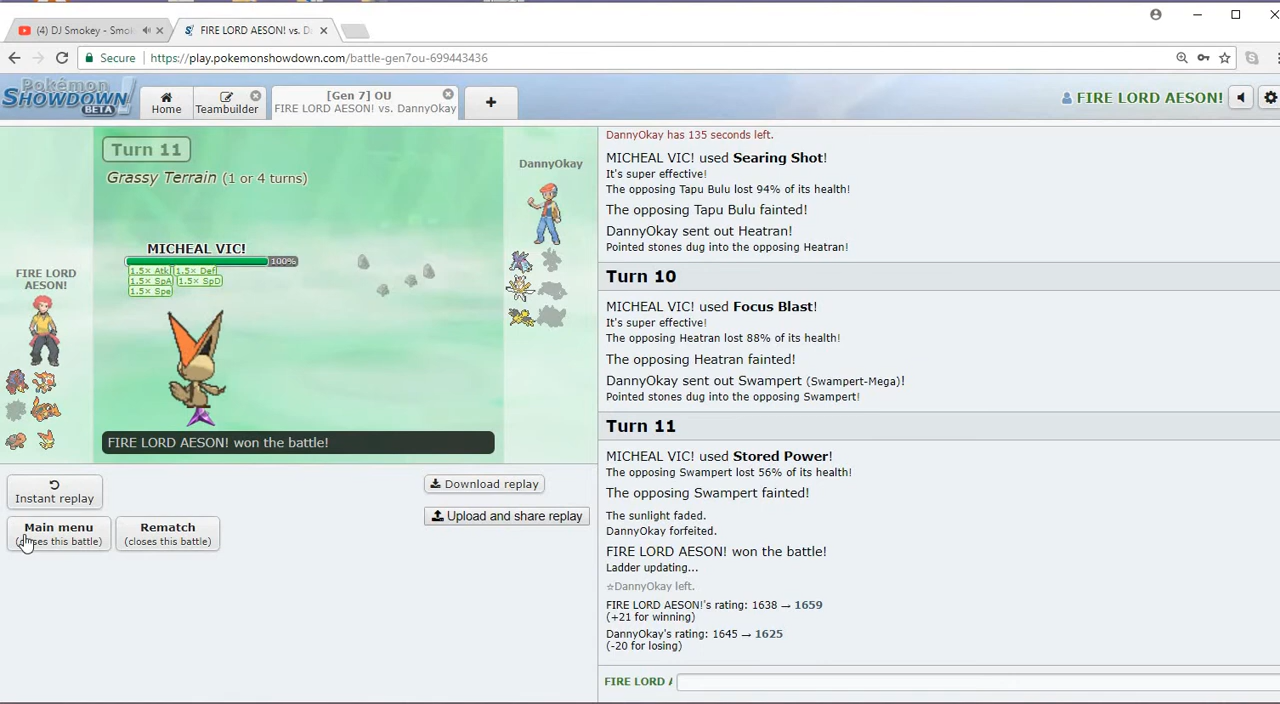 (4) DJ Smokey - Smo
FIRE LORD AESON! vs. D
Secure
https://play.pokemonshowdown.com/battle-gen7ou-699443436
Pokémon
SHOWDOWN
BETA
Home
Teambuilder
[Gen 7] OU
FIRE LORD AESON! vs. DannyOkay
FIRE LORD AESON!
Turn 11
Grassy Terrain (1 or 4 turns)
DannyOkay
MICHEAL VIC!
100%
1.5× Atk 1.5× Def
1.5× SpA 1.5× SpD
1.5× Spe
FIRE LORD
AESON!
FIRE LORD AESON! won the battle!
Instant replay
Main menu
(closes this battle)
Rematch
(closes this battle)
Download replay
Upload and share replay
DannyOkay has 135 seconds left.
MICHEAL VIC! used Searing Shot!
It's super effective!
The opposing Tapu Bulu lost 94% of its health!
The opposing Tapu Bulu fainted!
DannyOkay sent out Heatran!
Pointed stones dug into the opposing Heatran!
Turn 10
MICHEAL VIC! used Focus Blast!
It's super effective!
The opposing Heatran lost 88% of its health!
The opposing Heatran fainted!
DannyOkay sent out Swampert (Swampert-Mega)!
Pointed stones dug into the opposing Swampert!
Turn 11
MICHEAL VIC! used Stored Power!
The opposing Swampert lost 56% of its health!
The opposing Swampert fainted!
The sunlight faded.
DannyOkay forfeited.
FIRE LORD AESON! won the battle!
Ladder updating...
☆DannyOkay left.
FIRE LORD AESON!'s rating: 1638 → 1659
(+21 for winning)
DannyOkay's rating: 1645 → 1625
(-20 for losing)
FIRE LORD